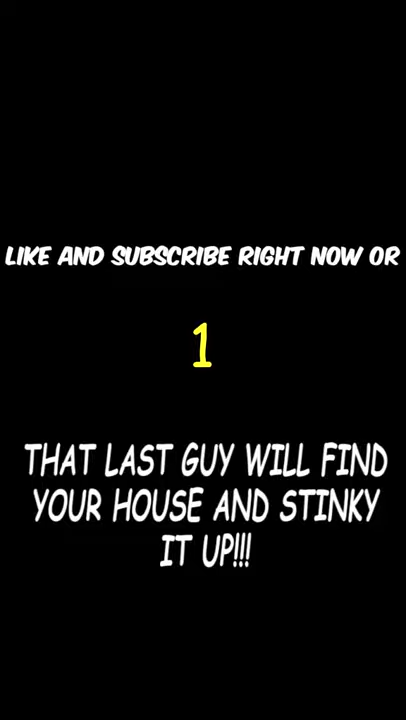 LIKE AND SUBSCRIBE RIGHT NOW OR
1
THAT LAST GUY WILL FIND
YOUR HOUSE AND STINKY
IT UP!!!